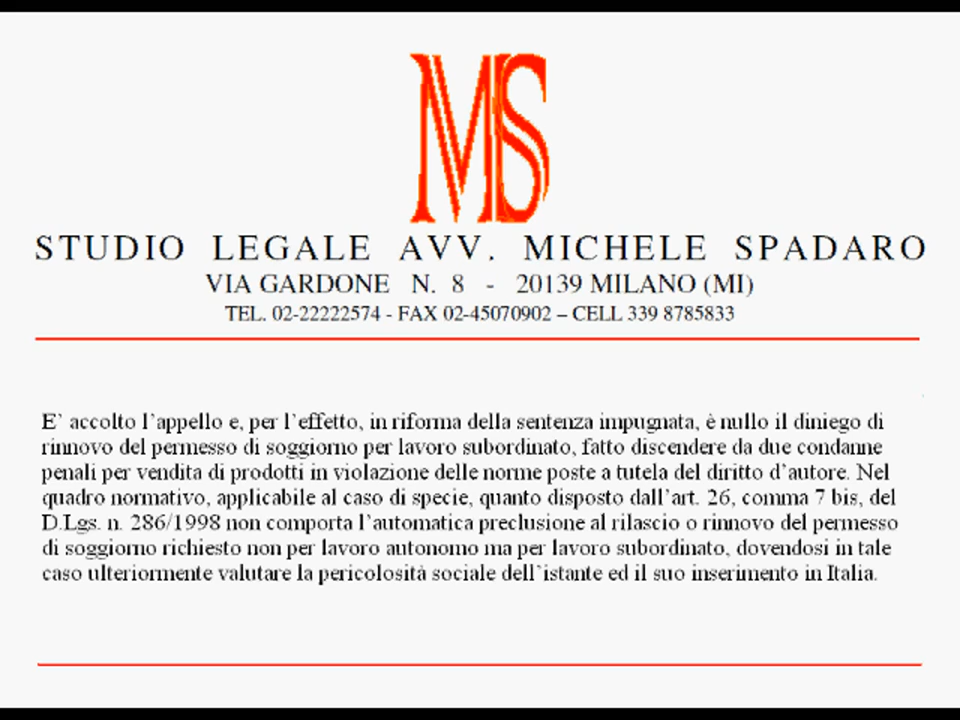 MS
STUDIO LEGALE AVV. MICHELE SPADARO
VIA GARDONE N. 8 - 20139 MILANO (MI)
TEL. 02-22222574 - FAX 02-45070902 – CELL 339 8785833
E' accolto l'appello e, per l'effetto, in riforma della sentenza impugnata, è nullo il diniego di
rinnovo del permesso di soggiorno per lavoro subordinato, fatto discendere da due condanne
penali per vendita di prodotti in violazione delle norme poste a tutela del diritto d'autore. Nel
quadro normativo, applicabile al caso di specie, quanto disposto dall'art. 26, comma 7 bis, del
D.Lgs. n. 286/1998 non comporta l'automatica preclusione al rilascio o rinnovo del permesso
di soggiorno richiesto non per lavoro autonomo ma per lavoro subordinato, dovendosi in tale
caso ulteriormente valutare la pericolosità sociale dell'istante ed il suo inserimento in Italia.